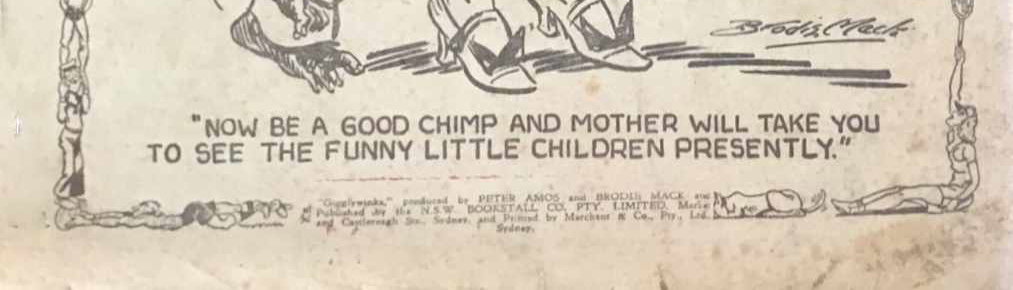 Brodie Mack
"NOW BE A GOOD CHIMP AND MOTHER WILL TAKE YOU
TO SEE THE FUNNY LITTLE CHILDREN PRESENTLY."
"Gigglywinks," produced by PETER AMOS and BRODIE MACK and
Published by the N.S.W. BOOKSTALL CO. PTY. LIMITED, Market
and Castlereagh Sts., Sydney, and Printed by Marchant & Co., Pty., Ltd.
Sydney.